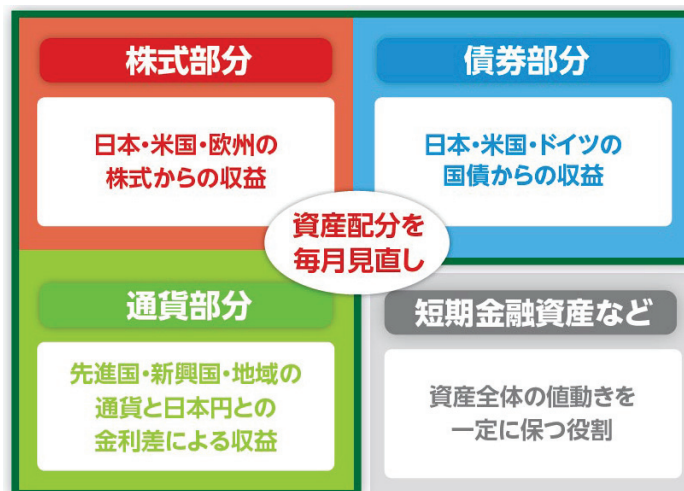 株式部分
日本・米国・欧州の
株式からの収益
債券部分
日本・米国・ドイツの
国債からの収益
資産配分を
毎月見直し
通貨部分
先進国・新興国・地域の
通貨と日本円との
金利差による収益
短期金融資産など
資産全体の値動きを
一定に保つ役割